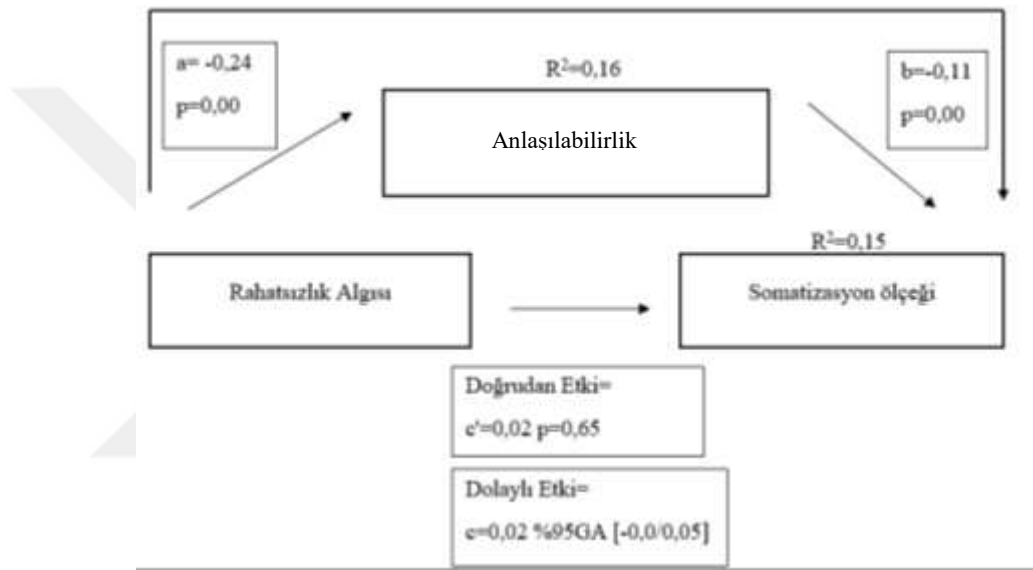 a= -0,24
p=0,00
R²=0,16
b=-0,11
p=0,00
Anlaşılabilirlik
R²=0,15
Rahatsızlık Algısı
Somatizasyon ölçeği
Doğrudan Etki=
c'=0,02 p=0,65
Dolaylı Etki=
c=0,02 %95GA [-0,0/0,05]